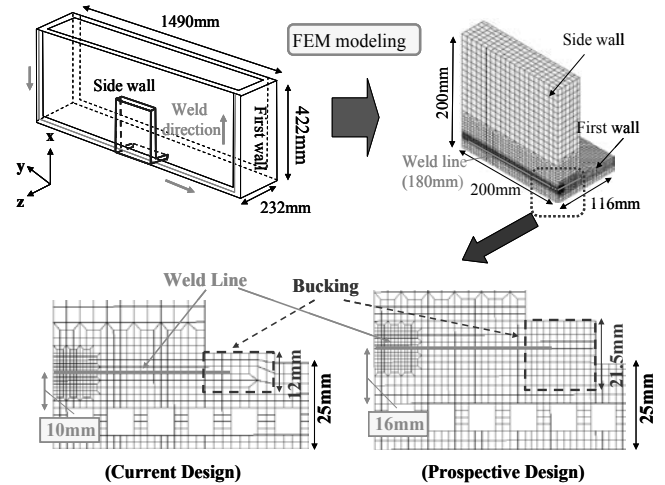 1490mm
FEM modeling
Side wall
Side wall
Weld
direction
First wall
422mm
200mm
First wall
x
y
z
232mm
Weld line
(180mm)
200mm
116mm
Weld Line
Bucking
12mm
25mm
21.5mm
25mm
10mm
16mm
(Current Design)
(Prospective Design)